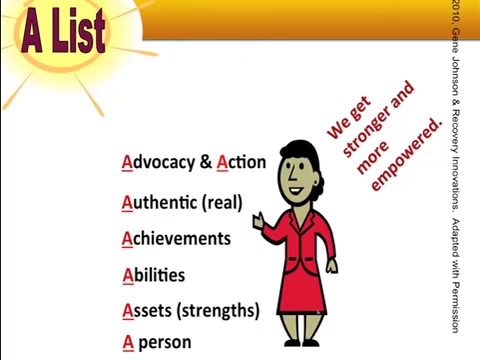 A List
We get
stronger and
more
empowered.
Advocacy & Action
Authentic (real)
Achievements
Abilities
Assets (strengths)
A person
2010, Gene Johnson & Recovery Innovations. Adapted with Permission